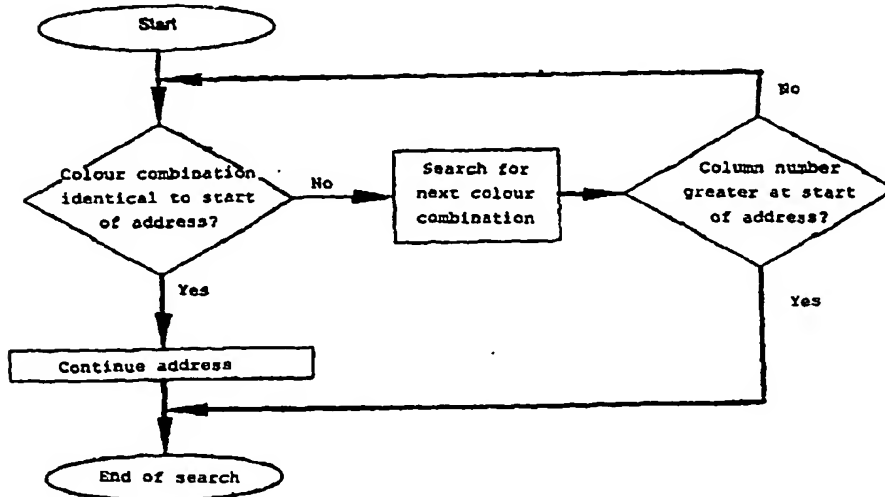 Start
No
Colour combination
identical to start
of address?
No
Search for
next colour
combination
Column number
greater at start
of address?
Yes
Yes
Continue address
End of search